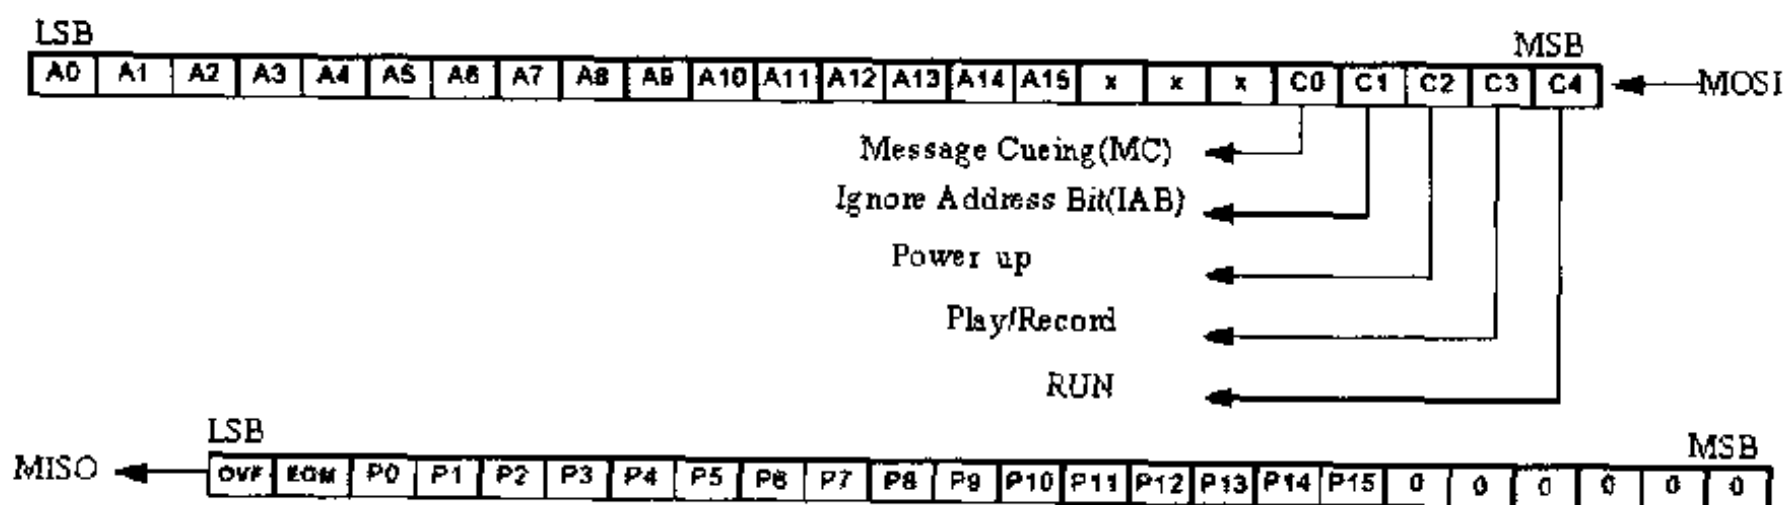 LSB
MSB
A0 A1 A2 A3 A4 A5 A6 A7 A8 A9 A10 A11 A12 A13 A14 A15 x x x C0 C1 C2 C3 C4 MOSI
Message Cueing(MC)
Ignore Address Bit(IAB)
Power up
Play/Record
RUN
LSB
MSB
MISO OVF EOM P0 P1 P2 P3 P4 P5 P6 P7 P8 P9 P10 P11 P12 P13 P14 P15 0 0 0 0 0 0